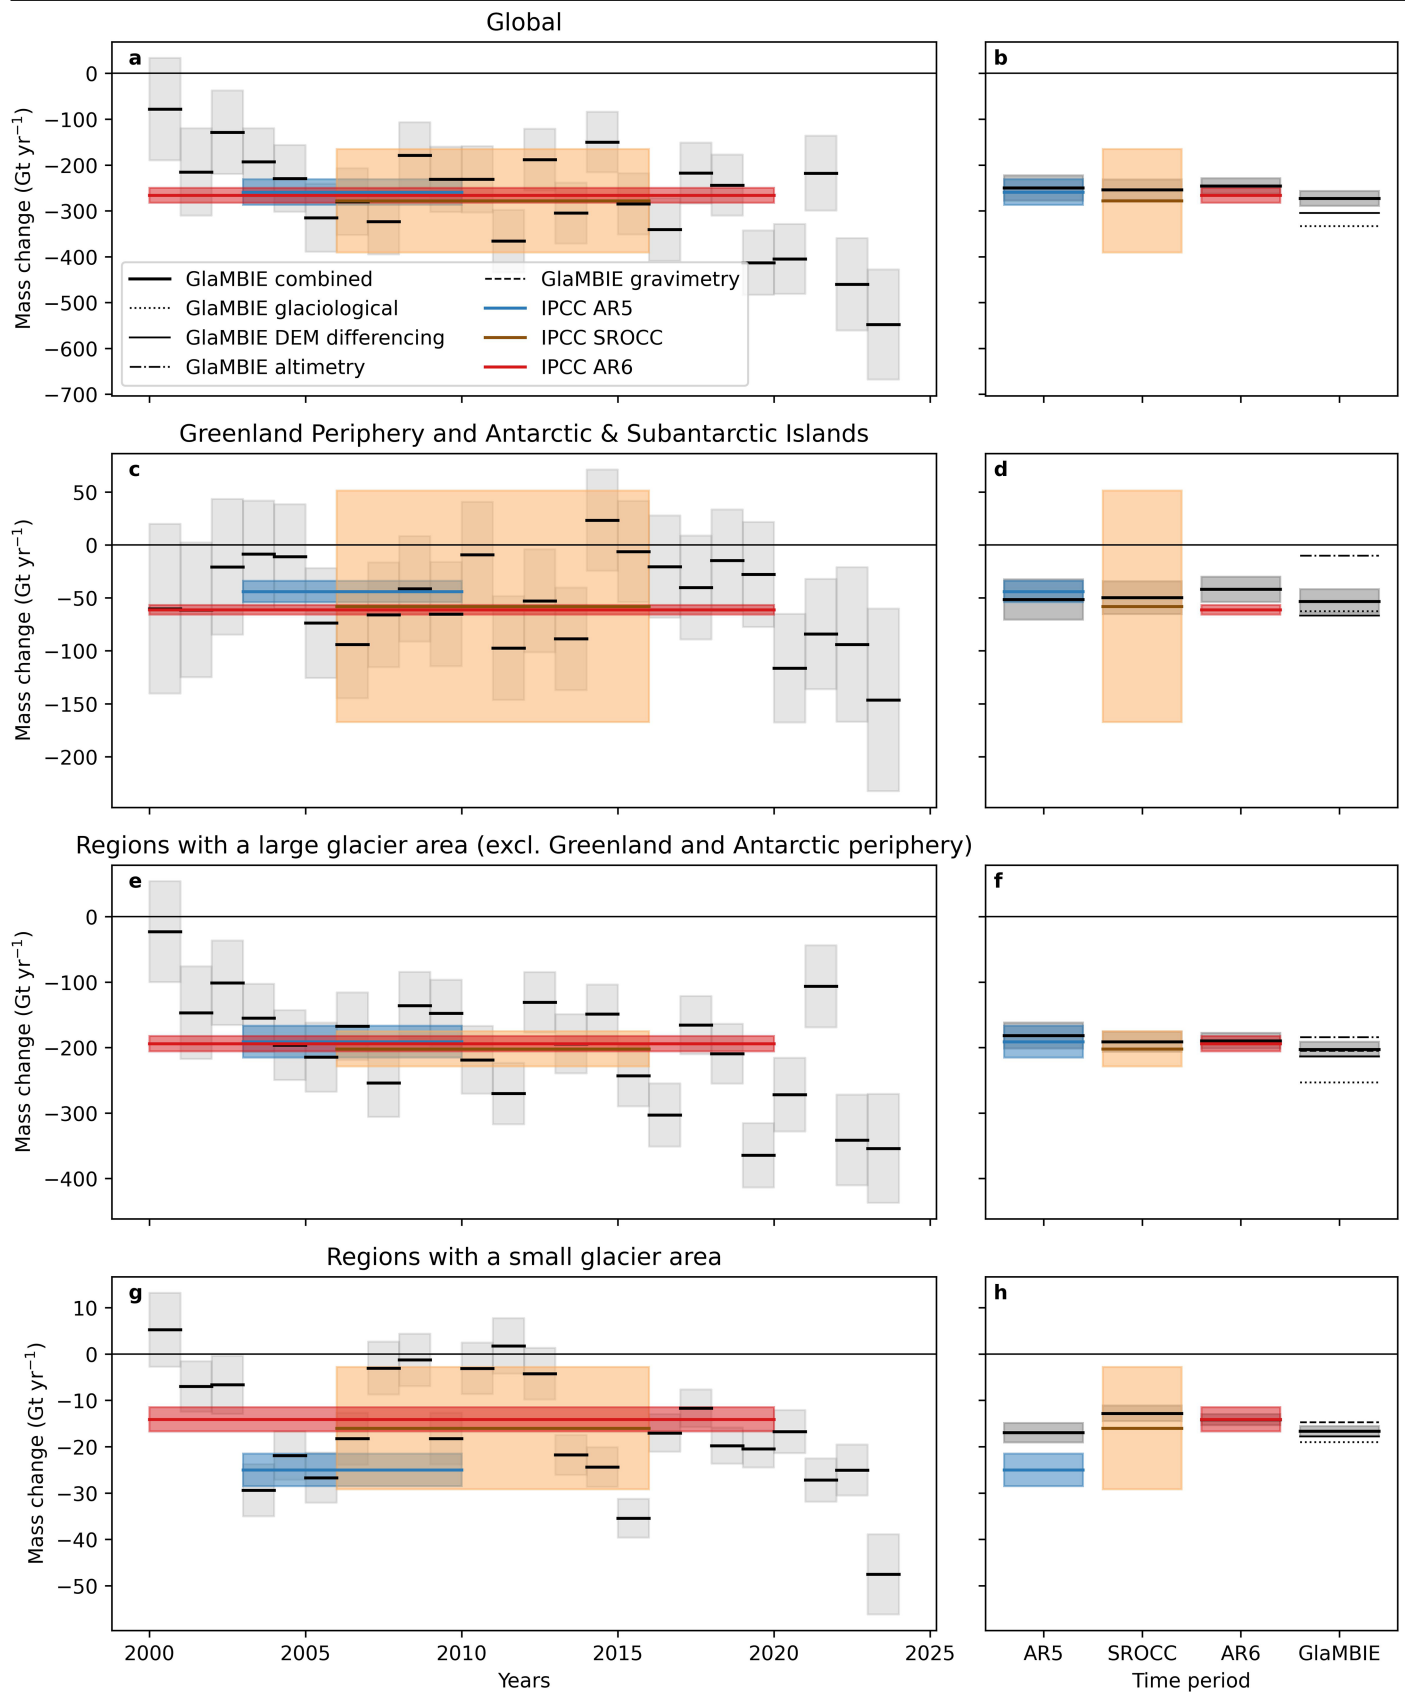 Global
a
b
Mass change (Gt yr−1)
0
−100
−200
−300
−400
−500
−600
−700
GlaMBIE combined
GlaMBIE glaciological
GlaMBIE DEM differencing
GlaMBIE altimetry
GlaMBIE gravimetry
IPCC AR5
IPCC SROCC
IPCC AR6
Greenland Periphery and Antarctic & Subantarctic Islands
c
d
Mass change (Gt yr−1)
50
0
−50
−100
−150
−200
Regions with a large glacier area (excl. Greenland and Antarctic periphery)
e
f
Mass change (Gt yr−1)
0
−100
−200
−300
−400
Regions with a small glacier area
g
h
Mass change (Gt yr−1)
10
0
−10
−20
−30
−40
−50
2000 2005 2010 2015 2020 2025
Years
AR5 SROCC AR6 GlaMBIE
Time period